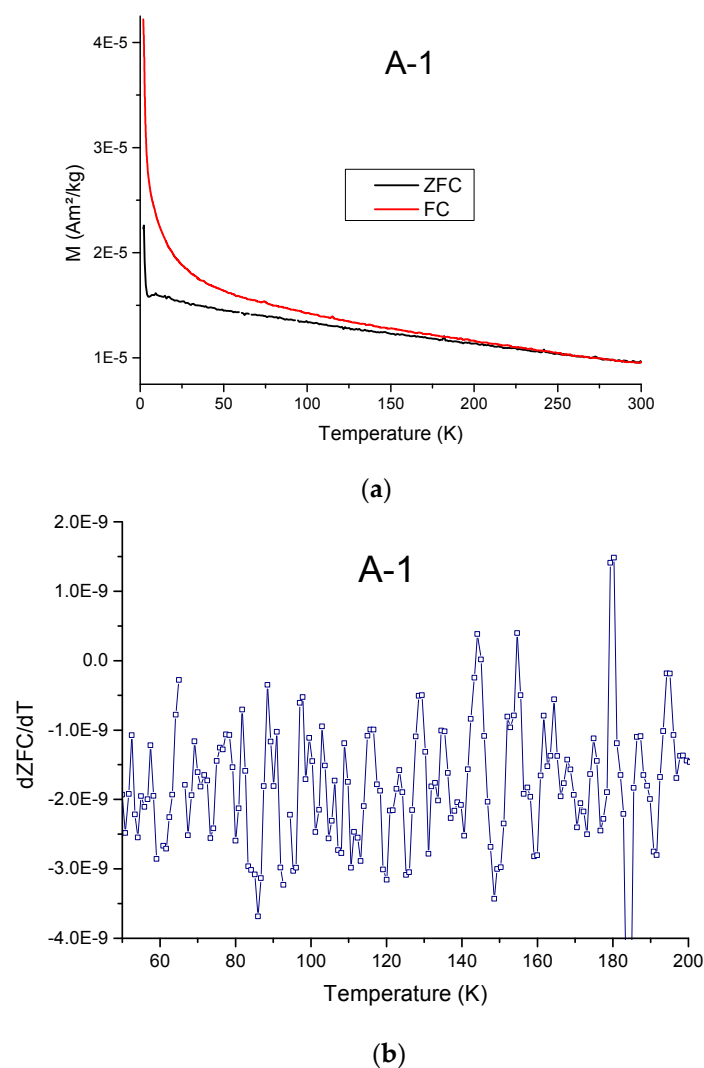 A-1
4E-5
3E-5
2E-5
1E-5
M (Am²/kg)
ZFC
FC
0 50 100 150 200 250 300
Temperature (K)
(a)
A-1
2.0E-9
1.0E-9
0.0
-1.0E-9
-2.0E-9
-3.0E-9
-4.0E-9
dZFC/dT
60 80 100 120 140 160 180 200
Temperature (K)
(b)